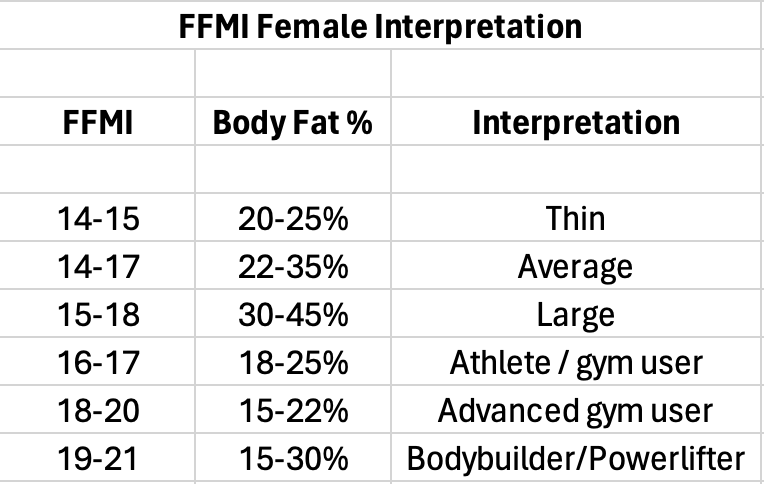 FFMI Female Interpretation
FFMI Body Fat % Interpretation
14-15 20-25% Thin
14-17 22-35% Average
15-18 30-45% Large
16-17 18-25% Athlete / gym user
18-20 15-22% Advanced gym user
19-21 15-30% Bodybuilder/Powerlifter